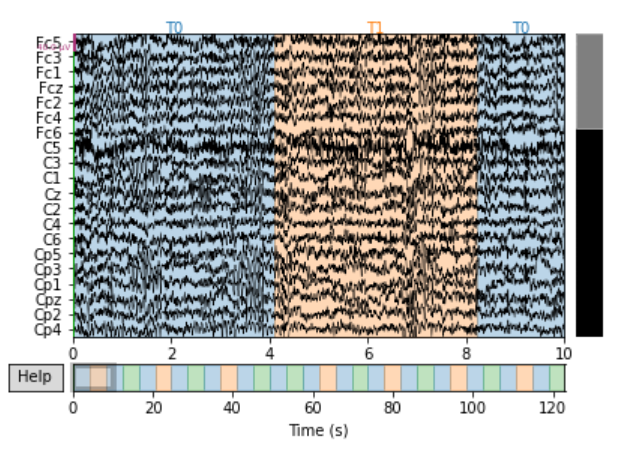 T0 T1 T0
Fc5
Fc3
Fc1
Fcz
Fc2
Fc4
Fc6
C5
C3
C1
Cz
C2
C4
C6
Cp5
Cp3
Cp1
Cpz
Cp2
Cp4
0 2 4 6 8 10
Help
0 20 40 60 80 100 120
Time (s)